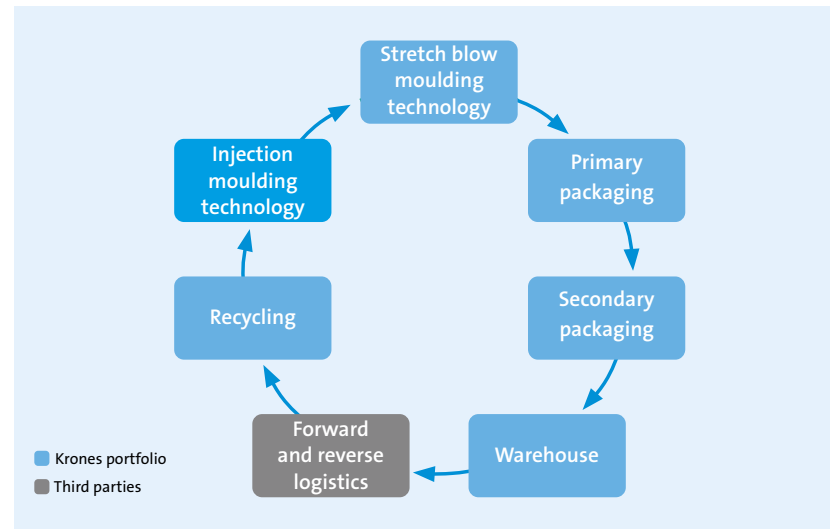 Stretch blow
moulding
technology
Injection
moulding
technology
Primary
packaging
Recycling
Secondary
packaging
Forward
and reverse
logistics
Warehouse
Krones portfolio
Third parties